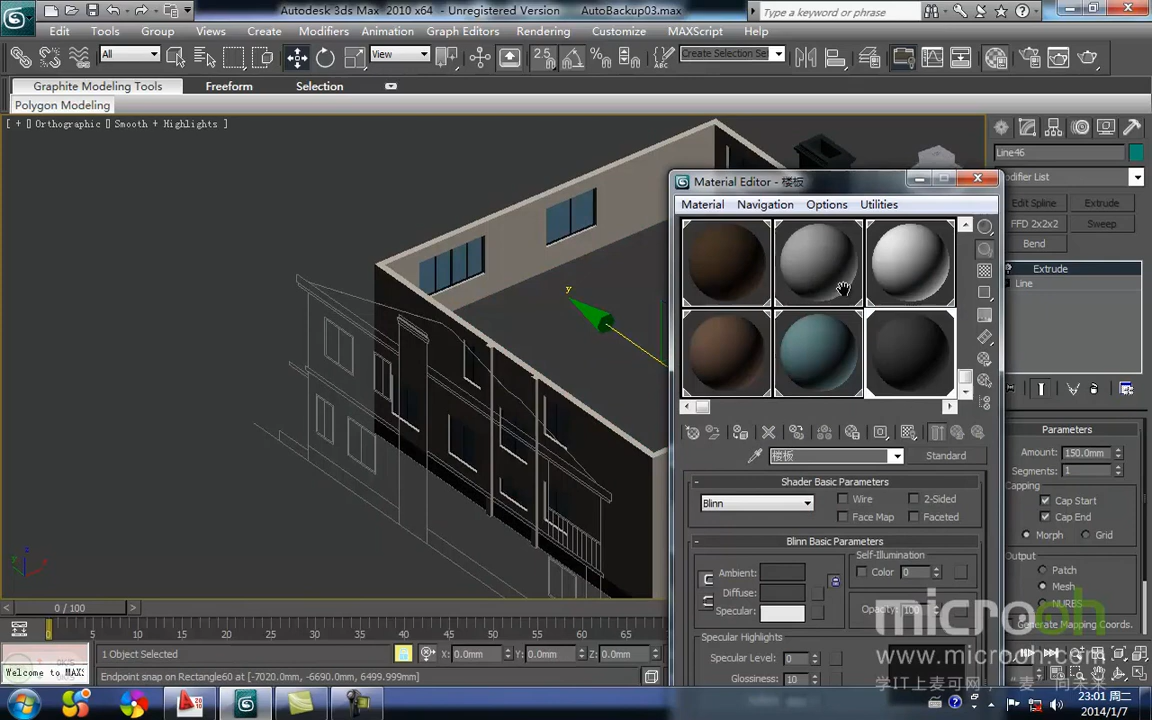 Autodesk 3ds Max 2010 x64 - Unregistered Version AutoBackup03.max
Type a keyword or phrase
Edit Tools Group Views Create Modifiers Animation Graph Editors Rendering Customize MAXScript Help
All
View
2.5
Create Selection Set
Graphite Modeling Tools Freeform Selection
Polygon Modeling
[ + ] Orthographic ] Smooth + Highlights ]
Line46
Modifier List
Edit Spline Extrude
FFD 2x2x2 Sweep
Bend
Extrude
Line
Material Editor - 楼板
Material Navigation Options Utilities
y
楼板
Standard
Shader Basic Parameters
Blinn
Wire 2-Sided
Face Map Faceted
Blinn Basic Parameters
Self-Illumination
Ambient:
Color 0
Diffuse:
Specular:
Opacity: 100
Specular Highlights
Specular Level: 0
Glossiness: 10
Parameters
Amount: 150.0mm
Segments: 1
Capping
Cap Start
Cap End
Morph Grid
Output
Patch
Mesh
NURBS
Generate Mapping Coords.
microoh
www.microoh.com
0 / 100
0 5 10 15 20 25 30 35 40 45 50 55 60 65
1 Object Selected
X: 0.0mm Y: 0.0mm Z: 0.0mm
Welcome to MAX:
Endpoint snap on Rectangle60 at [-7020.0mm, -6690.0mm, 6499.999mm]
23:01 周二
2014/1/7